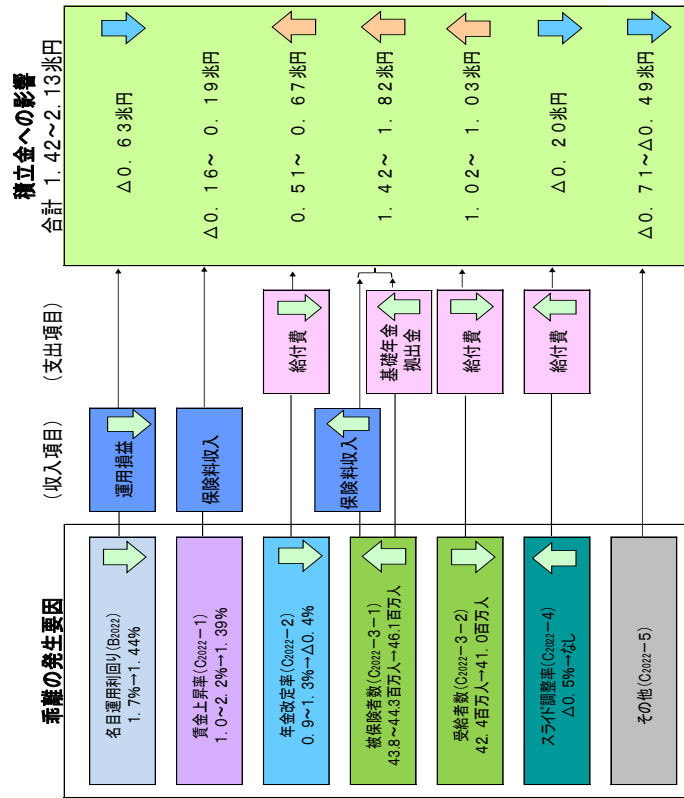 乖離の発生要因
名目運用利回り(B2022)
1.7%→1.44%
賃金上昇率(C2022－1)
1.0～2.2%→1.39%
年金改定率(C2022－2)
0.9～1.3%→△0.4%
被保険者数(C2022－3－1)
43.8～44.3百万人→46.1百万人
受給者数(C2022－3－2)
42.4百万人→41.0百万人
スライド調整率(C2022－4)
△0.5%→なし
その他(C2022－5)
(収入項目)
運用損益
保険料収入
保険料収入
(支出項目)
給付費
基礎年金
拠出金
給付費
給付費
積立金への影響
合計 1.42～2.13兆円
△0.63兆円
△0.16～ 0.19兆円
0.51～ 0.67兆円
1.42～ 1.82兆円
1.02～ 1.03兆円
△0.20兆円
△0.71～△0.49兆円